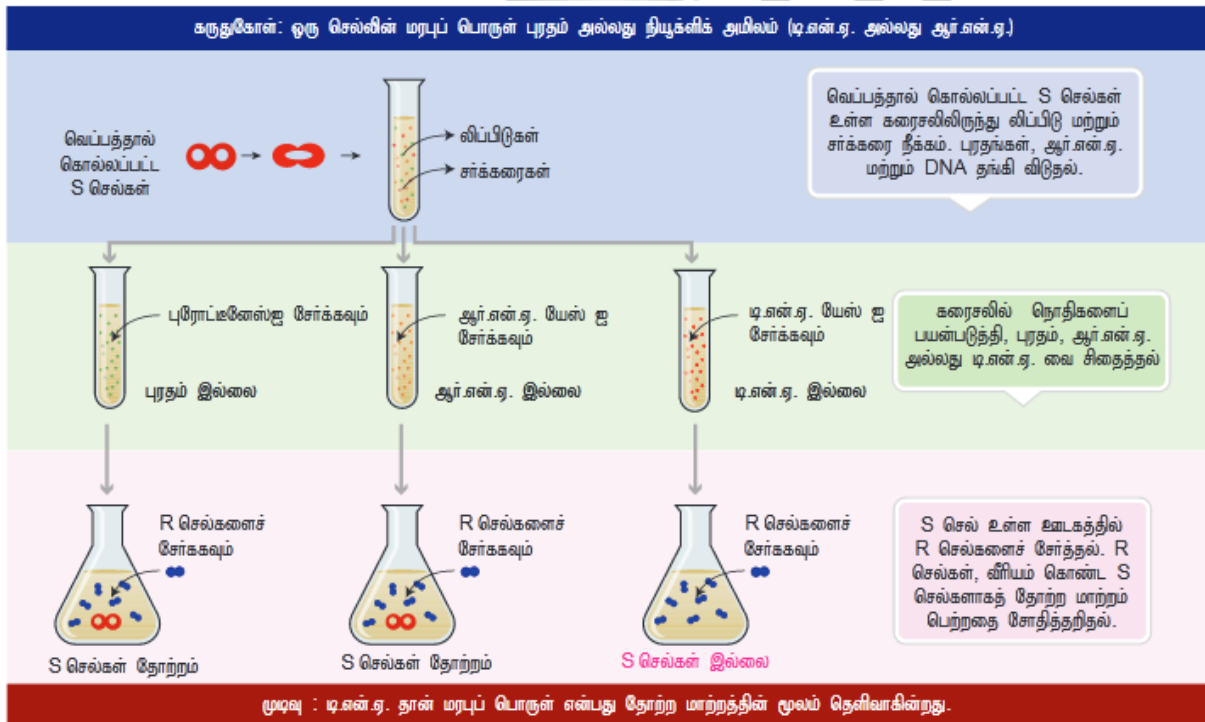 கருதுகோள்: ஒரு செல்லின் மரபுப் பொருள் புரதம் அல்லது நியூக்ளிக் அமிலம் (டி.என்.ஏ. அல்லது ஆர்.என்.ஏ.)
வெப்பத்தால்
கொல்லப்பட்ட
S செல்கள்
லிப்பிடுகள்
சர்க்கரைகள்
வெப்பத்தால் கொல்லப்பட்ட S செல்கள்
உள்ள கரைசலிலிருந்து லிப்பிடு மற்றும்
சர்க்கரை நீக்கம். புரதங்கள், ஆர்.என்.ஏ.
மற்றும் DNA தங்கி விடுதல்.
புரோட்டீனேஸ்ஐ சேர்க்கவும்
புரதம் இல்லை
ஆர்.என்.ஏ. யேஸ் ஐ
சேர்க்கவும்
ஆர்.என்.ஏ. இல்லை
டி.என்.ஏ. யேஸ் ஐ
சேர்க்கவும்
டி.என்.ஏ. இல்லை
கரைசலில் நொதிகளைப்
பயன்படுத்தி, புரதம், ஆர்.என்.ஏ.
அல்லது டி.என்.ஏ. வை சிதைத்தல்
R செல்களைச்
சேர்ககவும்
S செல்கள் தோற்றம்
R செல்களைச்
சேர்ககவும்
S செல்கள் தோற்றம்
R செல்களைச்
சேர்ககவும்
S செல்கள் இல்லை
S செல் உள்ள ஊடகத்தில்
R செல்களைச் சேர்த்தல். R
செல்கள், வீரியம் கொண்ட S
செல்களாகத் தோற்ற மாற்றம்
பெற்றதை சோதித்தறிதல்.
முடிவு : டி.என்.ஏ. தான் மரபுப் பொருள் என்பது தோற்ற மாற்றத்தின் மூலம் தெளிவாகின்றது.